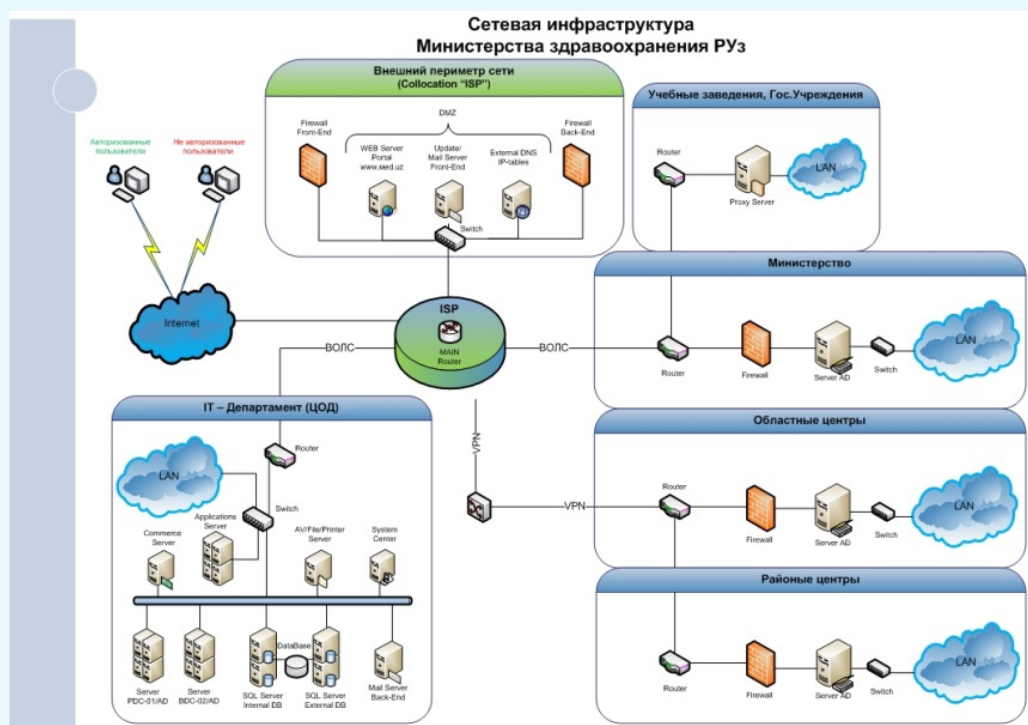 Сетевая инфраструктура
Министерства здравоохранения РУз
Внешний периметр сети
(Collocation "ISP")
DMZ
Firewall
Front-End
WEB Server
Portal
www.med.uz
Update/
Mail Server
Front-End
External DNS
IP-tables
Firewall
Back-End
Switch
Авторизованные
пользователи
Не авторизованные
пользователи
Internet
ISP
MAIN
Router
ВОЛС
ВОЛС
VPN
VPN
Учебные заведения, Гос.Учреждения
Router
Proxy Server
LAN
Министерство
Router
Firewall
Server AD
Switch
LAN
Областные центры
Router
Firewall
Server AD
Switch
LAN
Районые центры
Router
Firewall
Server AD
Switch
LAN
IT – Департамент (ЦОД)
Router
LAN
Switch
Commerce
Server
Applications
Server
AV/File/Printer
Server
System
Center
DataBase
Server
PDC-01/AD
Server
BDC-02/AD
SQL Server
Internal DB
SQL Server
External DB
Mail Server
Back-End